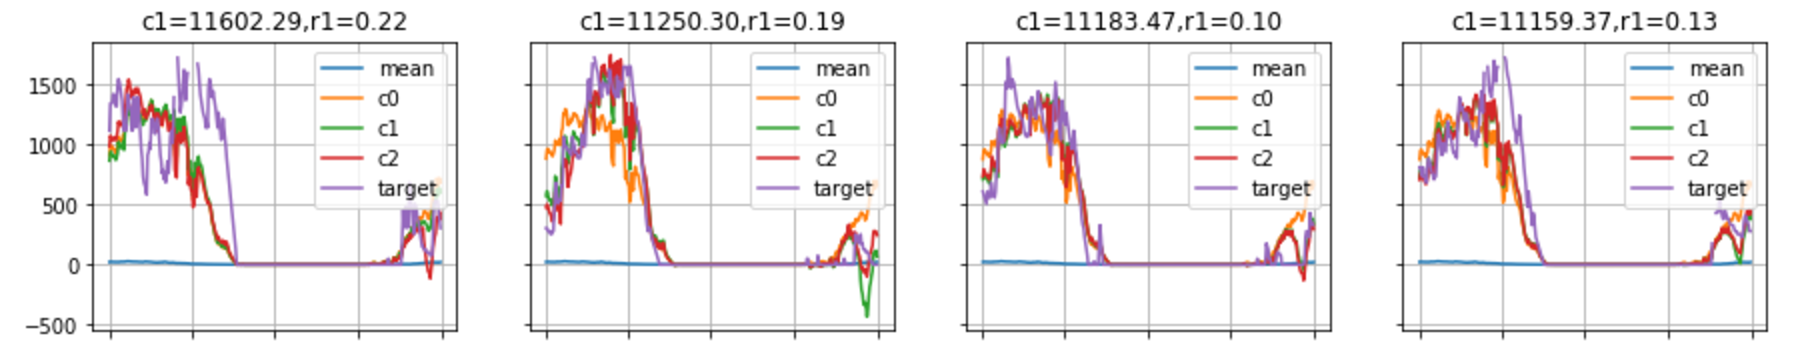 c1=11602.29,r1=0.22
c1=11250.30,r1=0.19
c1=11183.47,r1=0.10
c1=11159.37,r1=0.13
1500
1000
500
0
−500
mean
c0
c1
c2
target
mean
c0
c1
c2
target
mean
c0
c1
c2
target
mean
c0
c1
c2
target